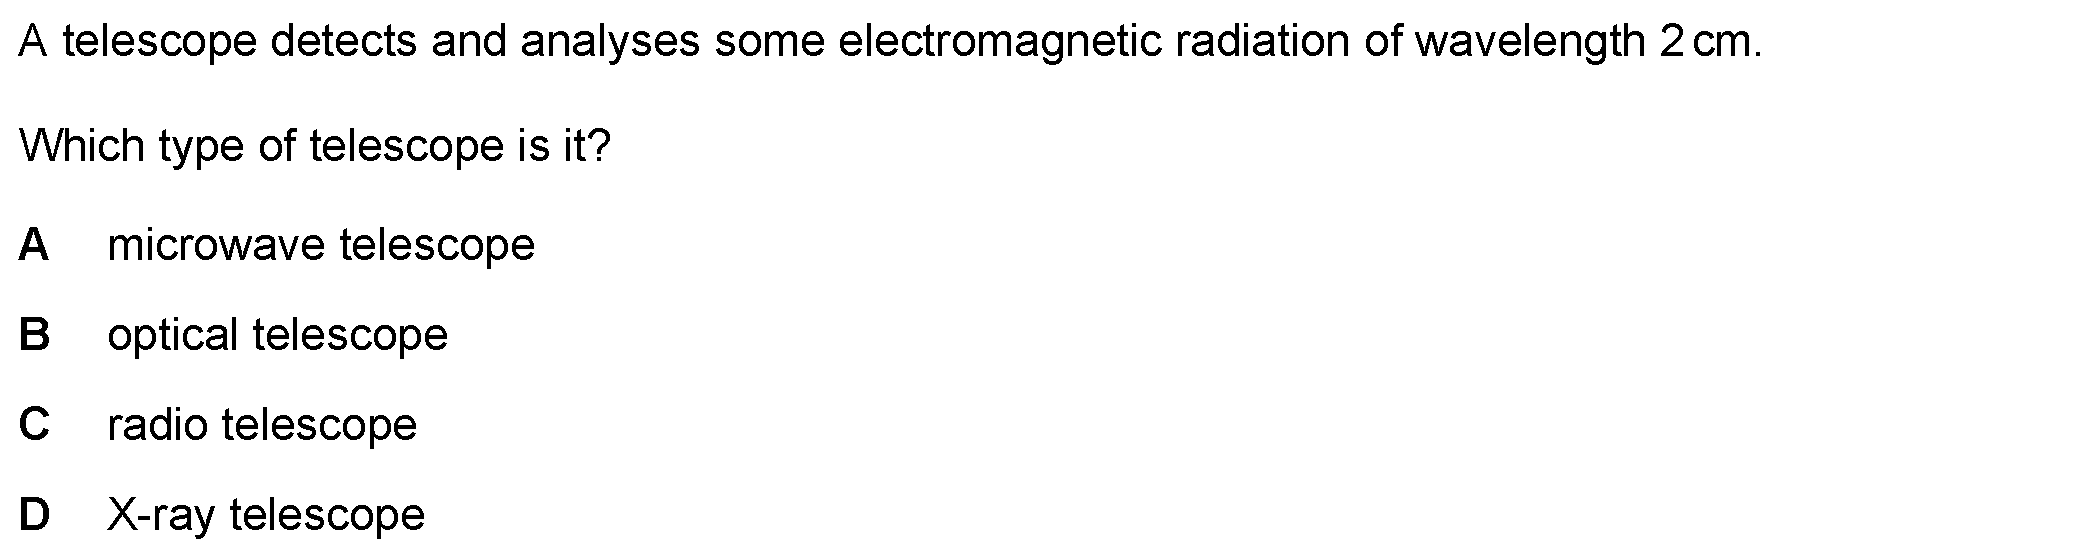 A telescope detects and analyses some electromagnetic radiation of wavelength 2 cm.
Which type of telescope is it?
A microwave telescope
B optical telescope
C radio telescope
D X-ray telescope